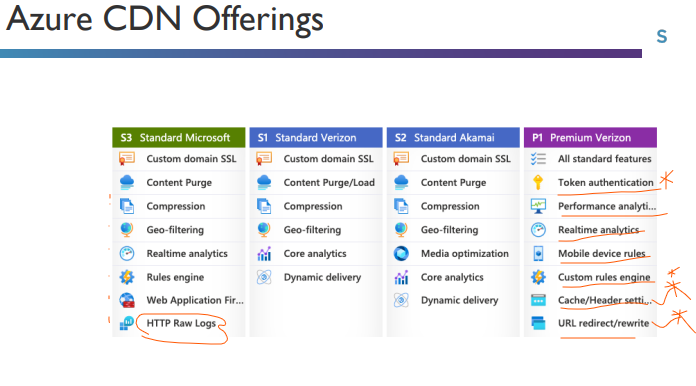 Azure CDN Offerings
S
S3 Standard Microsoft
Custom domain SSL
Content Purge
Compression
Geo-filtering
Realtime analytics
Rules engine
Web Application Fir...
HTTP Raw Logs
S1 Standard Verizon
Custom domain SSL
Content Purge/Load
Compression
Geo-filtering
Core analytics
Dynamic delivery
S2 Standard Akamai
Custom domain SSL
Content Purge
Compression
Geo-filtering
Media optimization
Core analytics
Dynamic delivery
P1 Premium Verizon
All standard features
Token authentication
Performance analyti...
Realtime analytics
Mobile device rules
Custom rules engine
Cache/Header setti...
URL redirect/rewrite